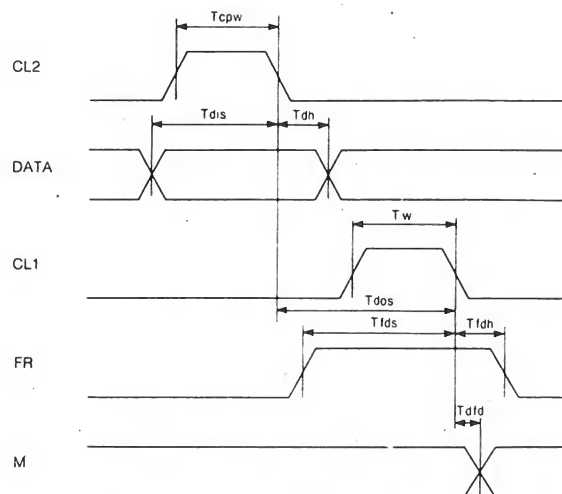 Tcpw
CL2
Tdis Tdh
DATA
Tw
CL1
Tdos
Tfds Tfdh
FR
Tdfd
M